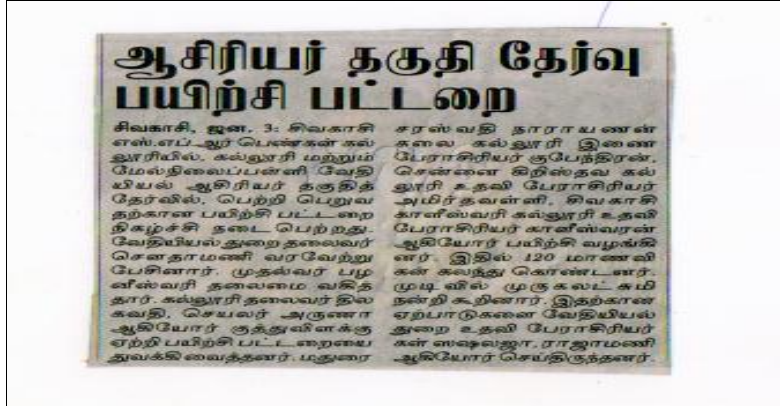 ஆசிரியர் தகுதி தேர்வு
பயிற்சி பட்டறை
சிவகாசி, ஜன. 3: சிவகாசி
எஸ்.எப்.ஆர் பெண்கள் கல்
லூரியில், கல்லூரி மற்றும்
மேல்நிலைப்பள்ளி வேதி
யியல் ஆசிரியர் தகுதித்
தேர்வில், பெற்றி பெறுவ
தற்கான பயிற்சி பட்டறை
நிகழ்ச்சி நடை பெற்றது.
வேதியியல் துறை தலைவர்
சௌதாமணி வரவேற்று
பேசினார். முதல்வர் பழ
னீஸ்வரி தலைமை வகித்
தார். கல்லூரி தலைவர் தில
கவதி, செயலர் அருணா
ஆகியோர் குத்துவிளக்கு
ஏற்றி பயிற்சி பட்டறையை
துவக்கி வைத்தனர். மதுரை
சரஸ்வதி நாராயணன்
கலை கல்லூரி இணை
பேராசிரியர் குபேந்திரன்,
சென்னை கிறிஸ்தவ கல்
லூரி உதவி பேராசிரியர்
அமிர்தவள்ளி, சிவகாசி
காளீஸ்வரி கல்லூரி உதவி
பேராசிரியர் காளீஸ்வரன்
ஆகியோர் பயிற்சி வழங்கி
னர். இதில் 120 மாணவி
கள் கலந்து கொண்டனர்.
முடிவில் முருகலட்சுமி
நன்றி கூறினார். இதற்கான
ஏற்பாடுகளை வேதியியல்
துறை உதவி பேராசிரியர்
கள் ஸஷலஜா, ராஜாமணி
ஆகியோர் செய்திருந்தனர்.